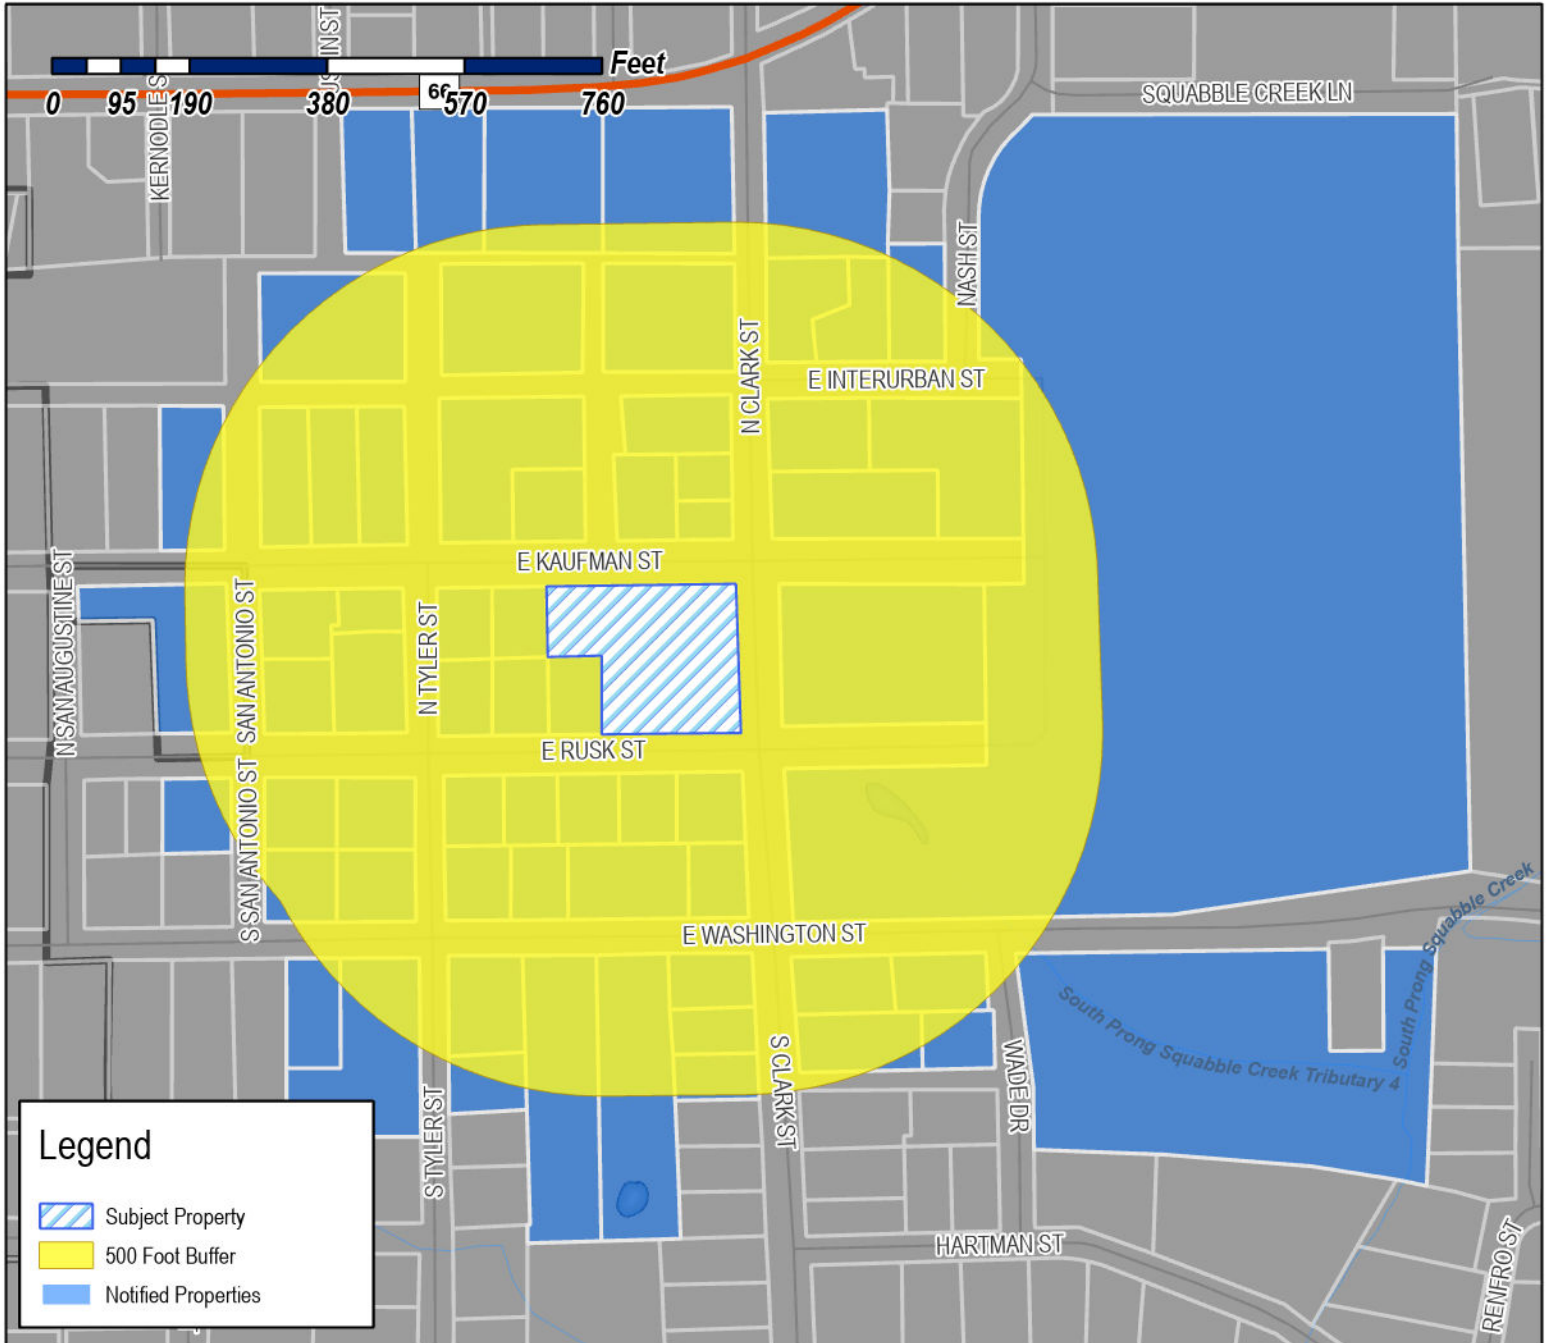 Feet
0 95 190 380 570 760
66
KERNODLE S
IN ST
SQUABBLE CREEK LN
NASH ST
N CLARK ST
E INTERURBAN ST
E KAUFMAN ST
N SAN AUGUSTINE ST
SAN ANTONIO ST
N TYLER ST
E RUSK ST
S SAN ANTONIO ST
E WASHINGTON ST
South Prong Squabble Creek
South Prong Squabble Creek Tributary 4
S CLARK ST
WADE DR
S TYLER ST
HARTMAN ST
RENFRO ST
Legend
Subject Property
500 Foot Buffer
Notified Properties